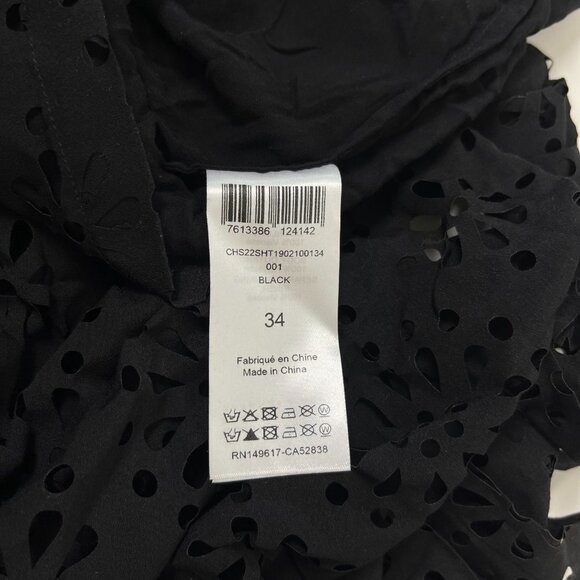 7613386 124142
CHS22SHT1902100134
001
BLACK
34
Fabriqué en Chine
Made in China
W
W
RN149617-CA52838